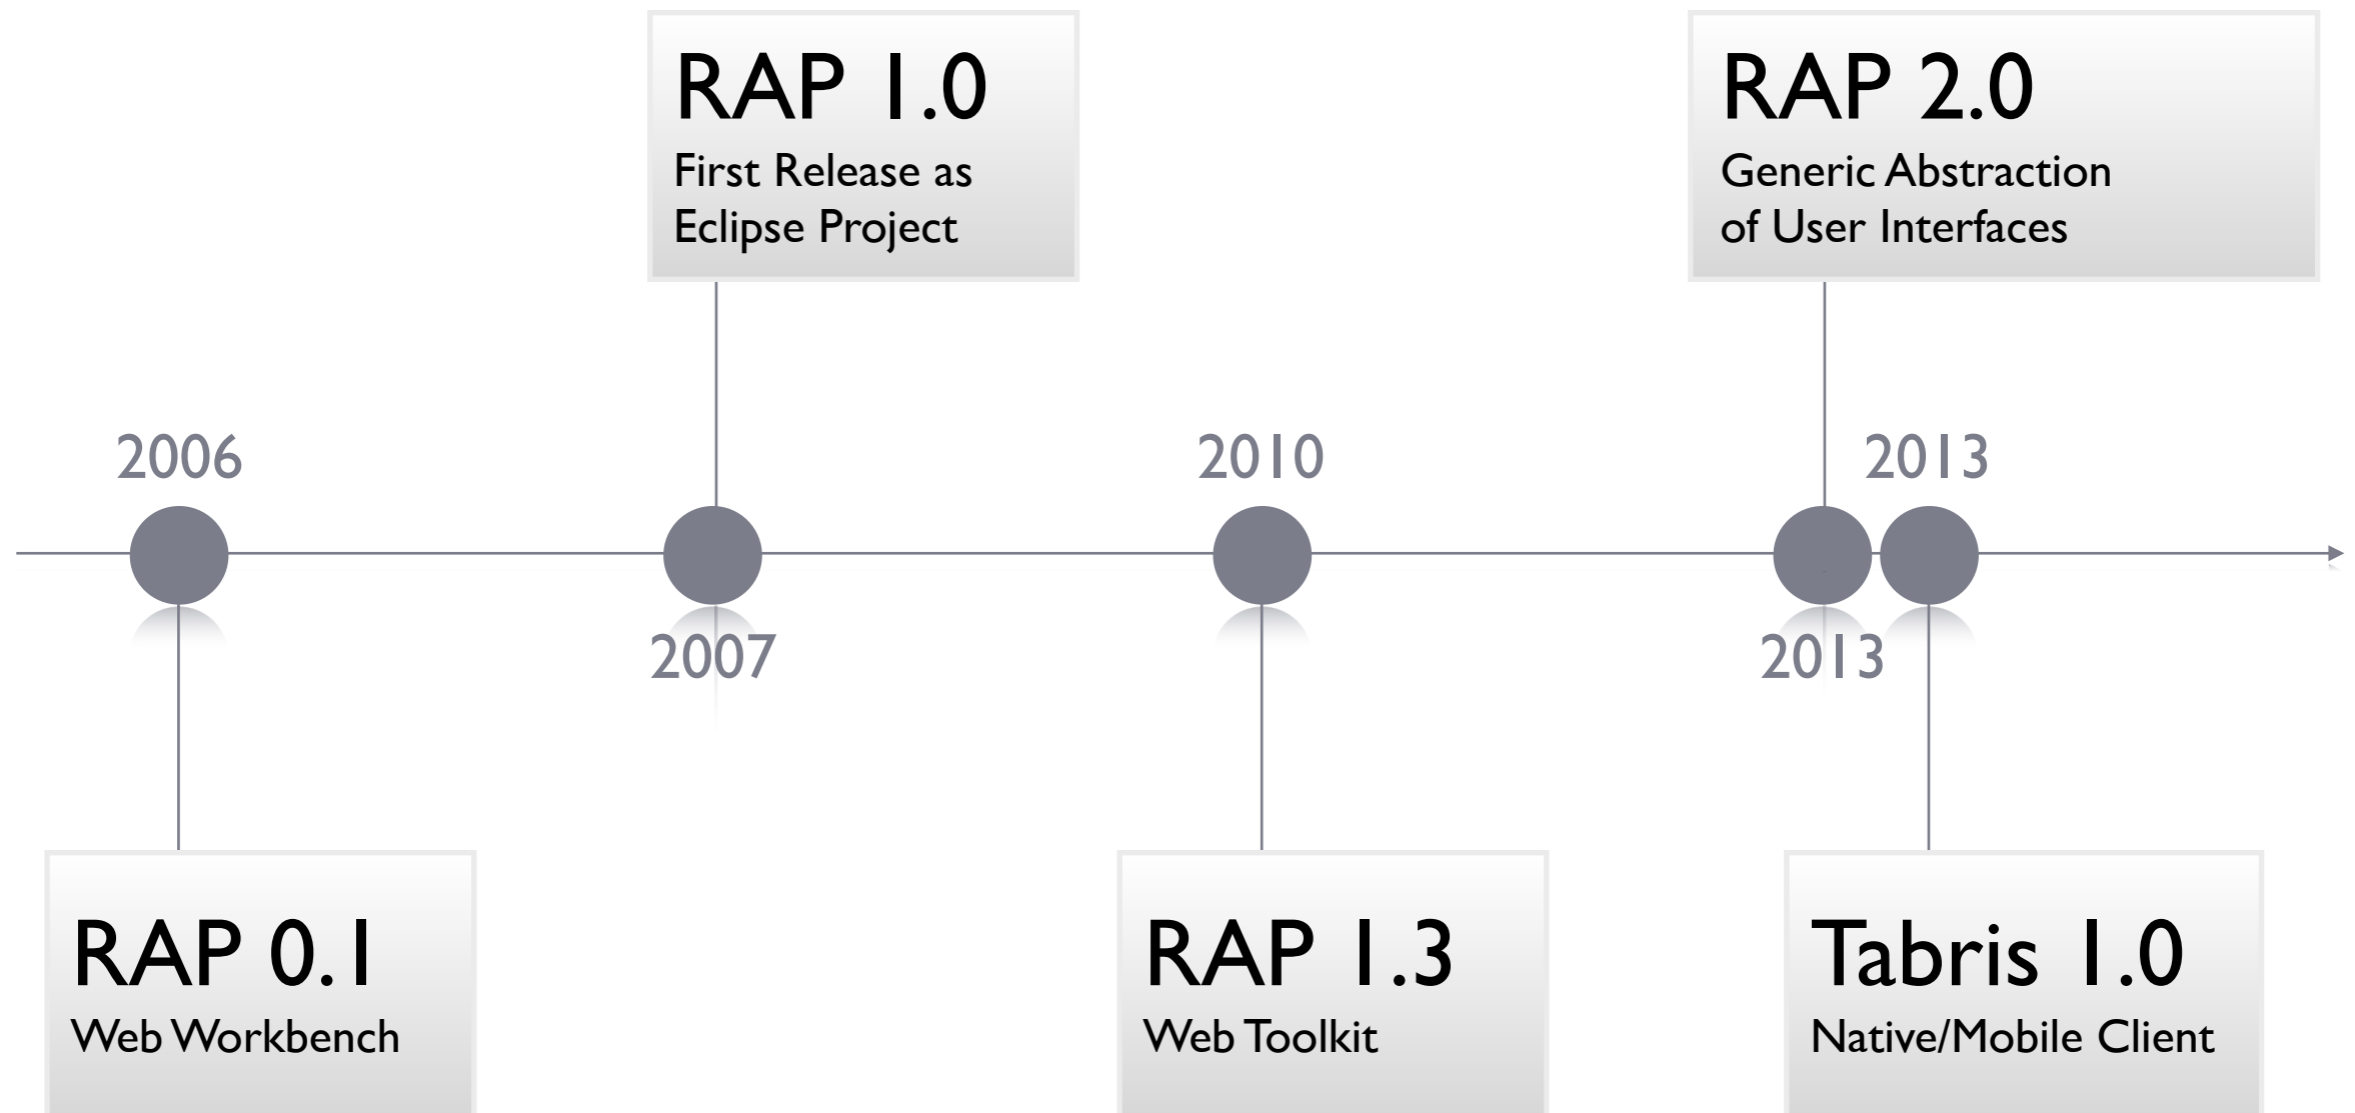 RAP 1.0
First Release as
Eclipse Project
RAP 2.0
Generic Abstraction
of User Interfaces
2006
2010
2013
2007
2013
RAP 0.1
Web Workbench
RAP 1.3
Web Toolkit
Tabris 1.0
Native/Mobile Client